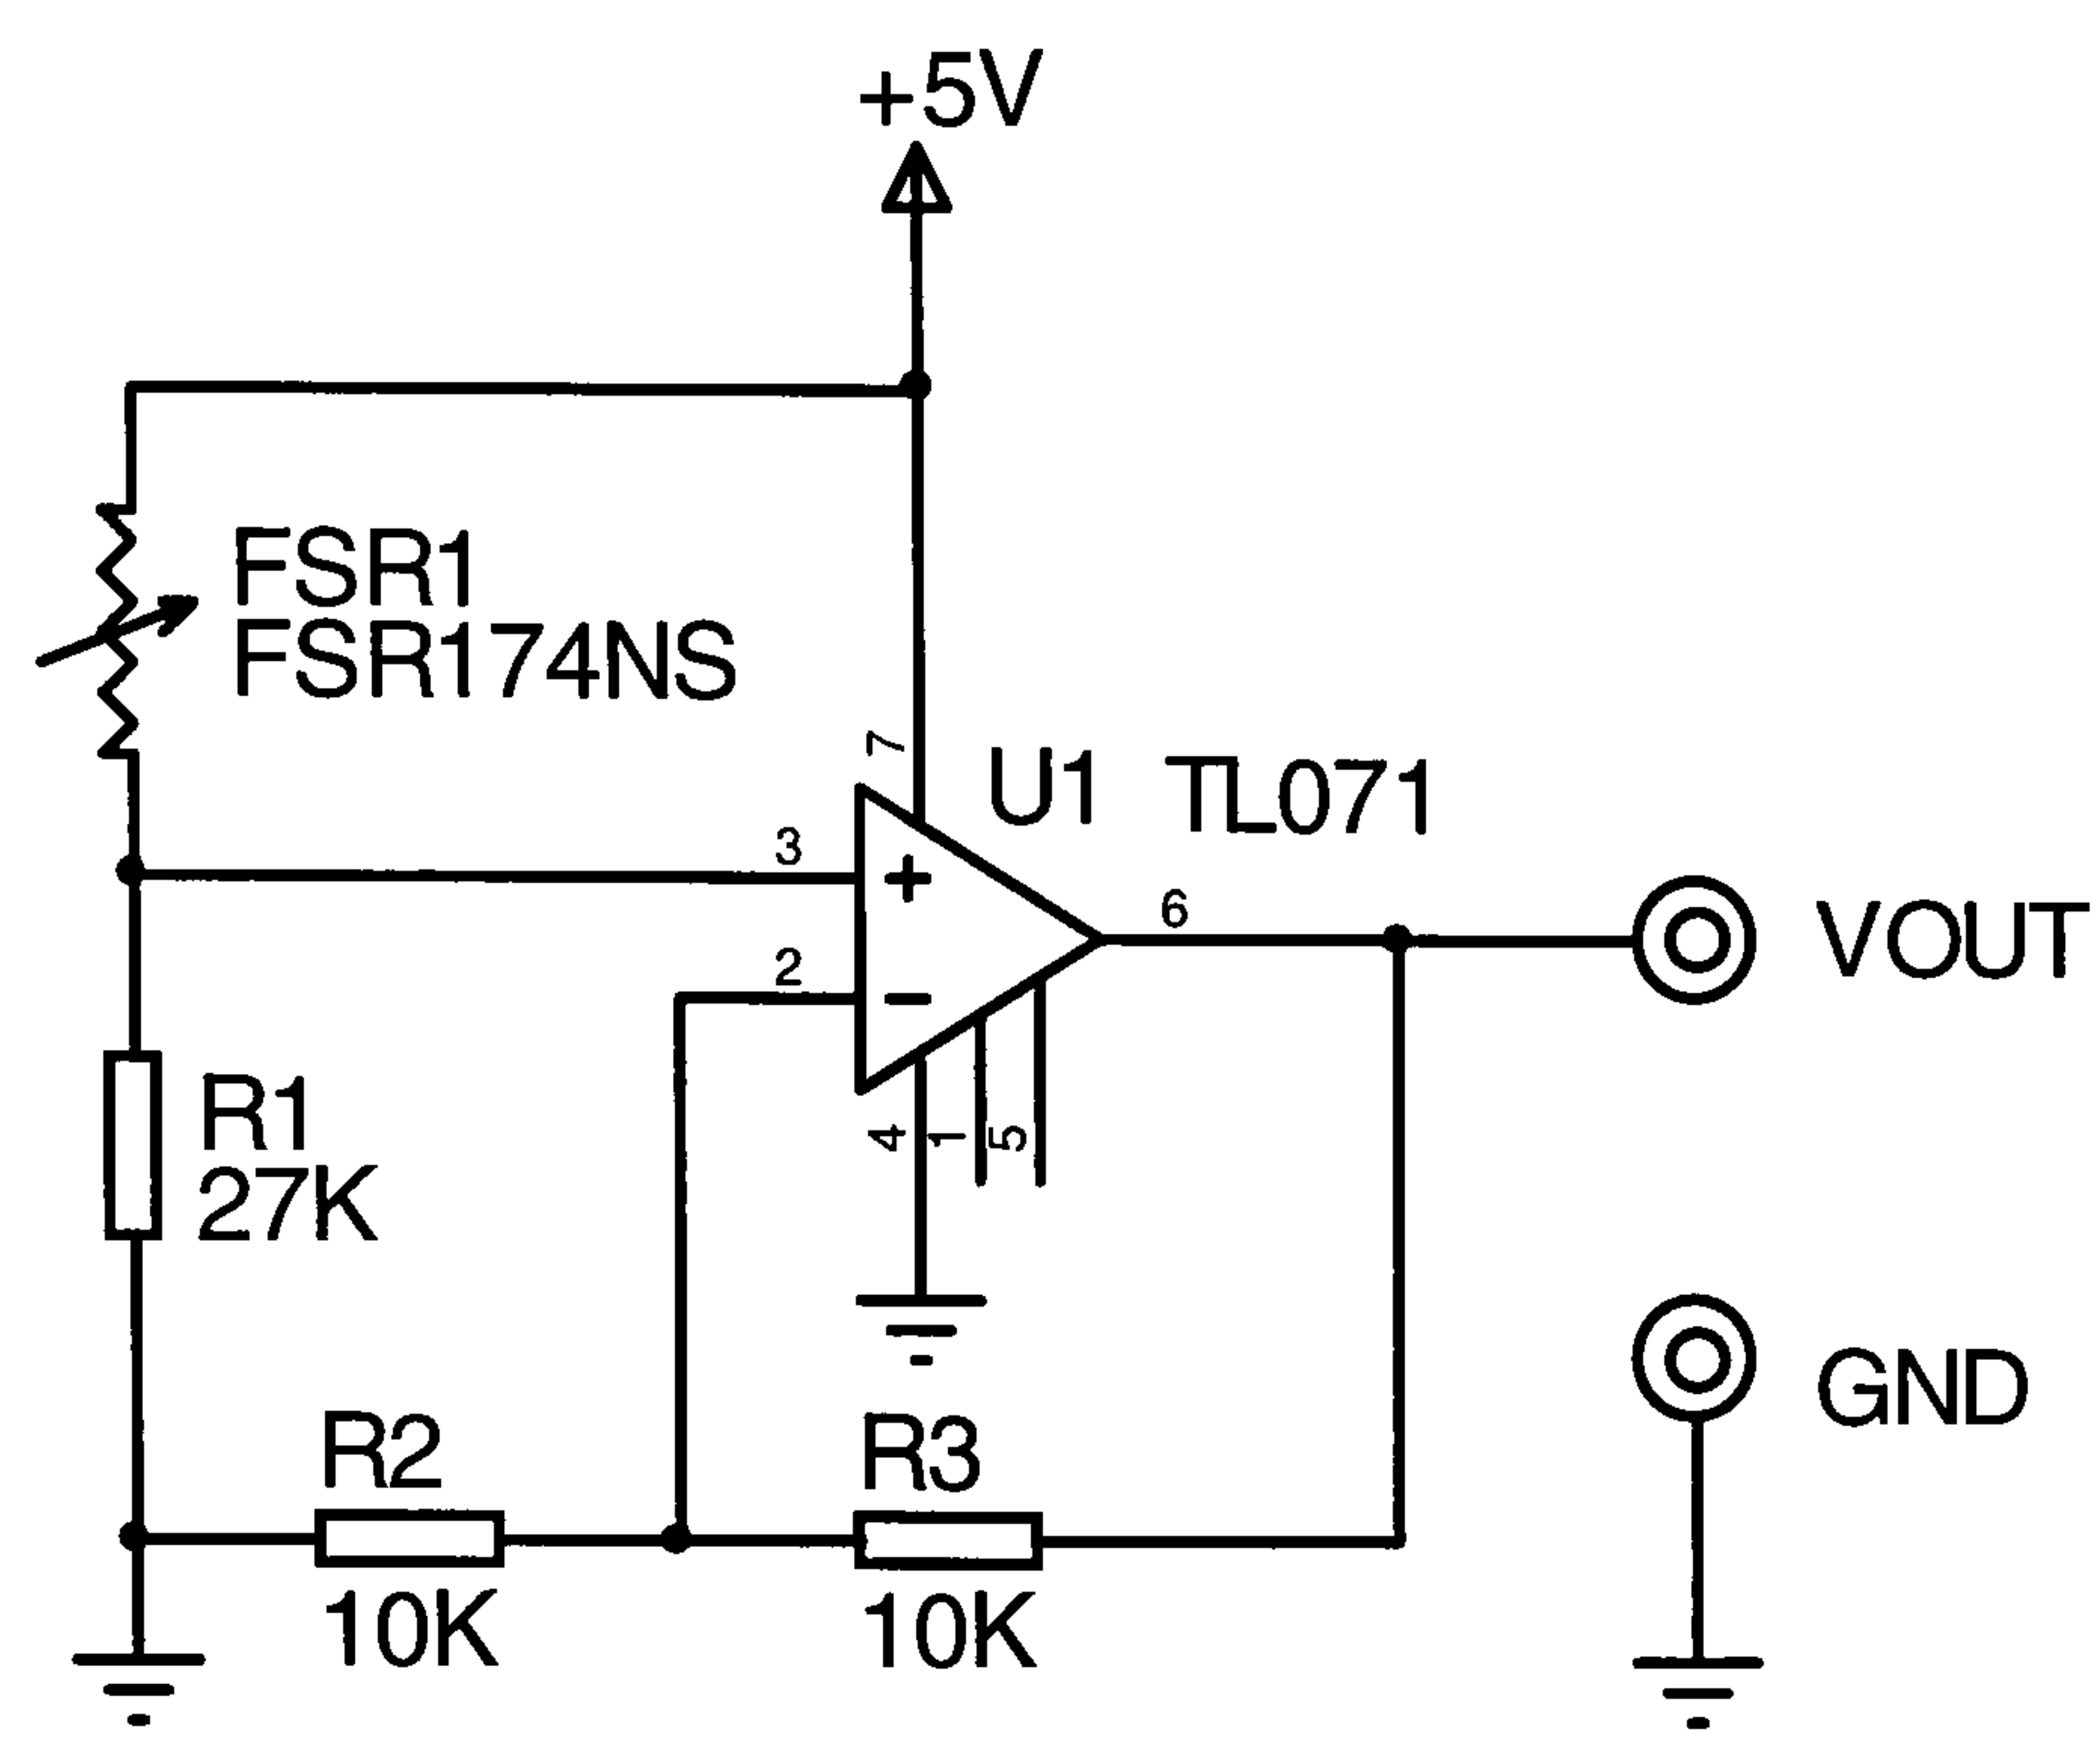 +5V
FSR1
FSR174NS
7
U1 TL071
3
+
6
VOUT
2
−
R1
27K
4
1
5
GND
R2
10K
R3
10K